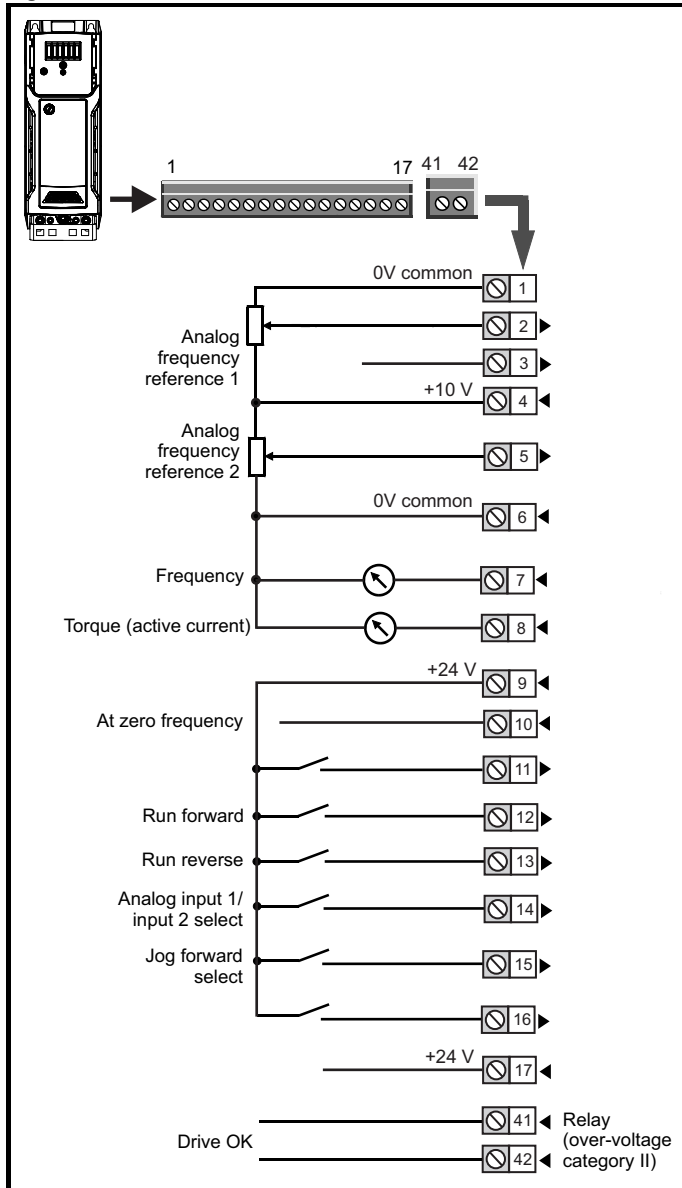 1 17 41 42
0V common 1
2
Analog
frequency
reference 1
3
+10 V 4
Analog
frequency
reference 2
5
0V common 6
Frequency 7
Torque (active current) 8
+24 V 9
At zero frequency 10
11
Run forward 12
Run reverse 13
Analog input 1/
input 2 select
14
Jog forward
select
15
16
+24 V 17
Drive OK
41
42
Relay
(over-voltage
category II)